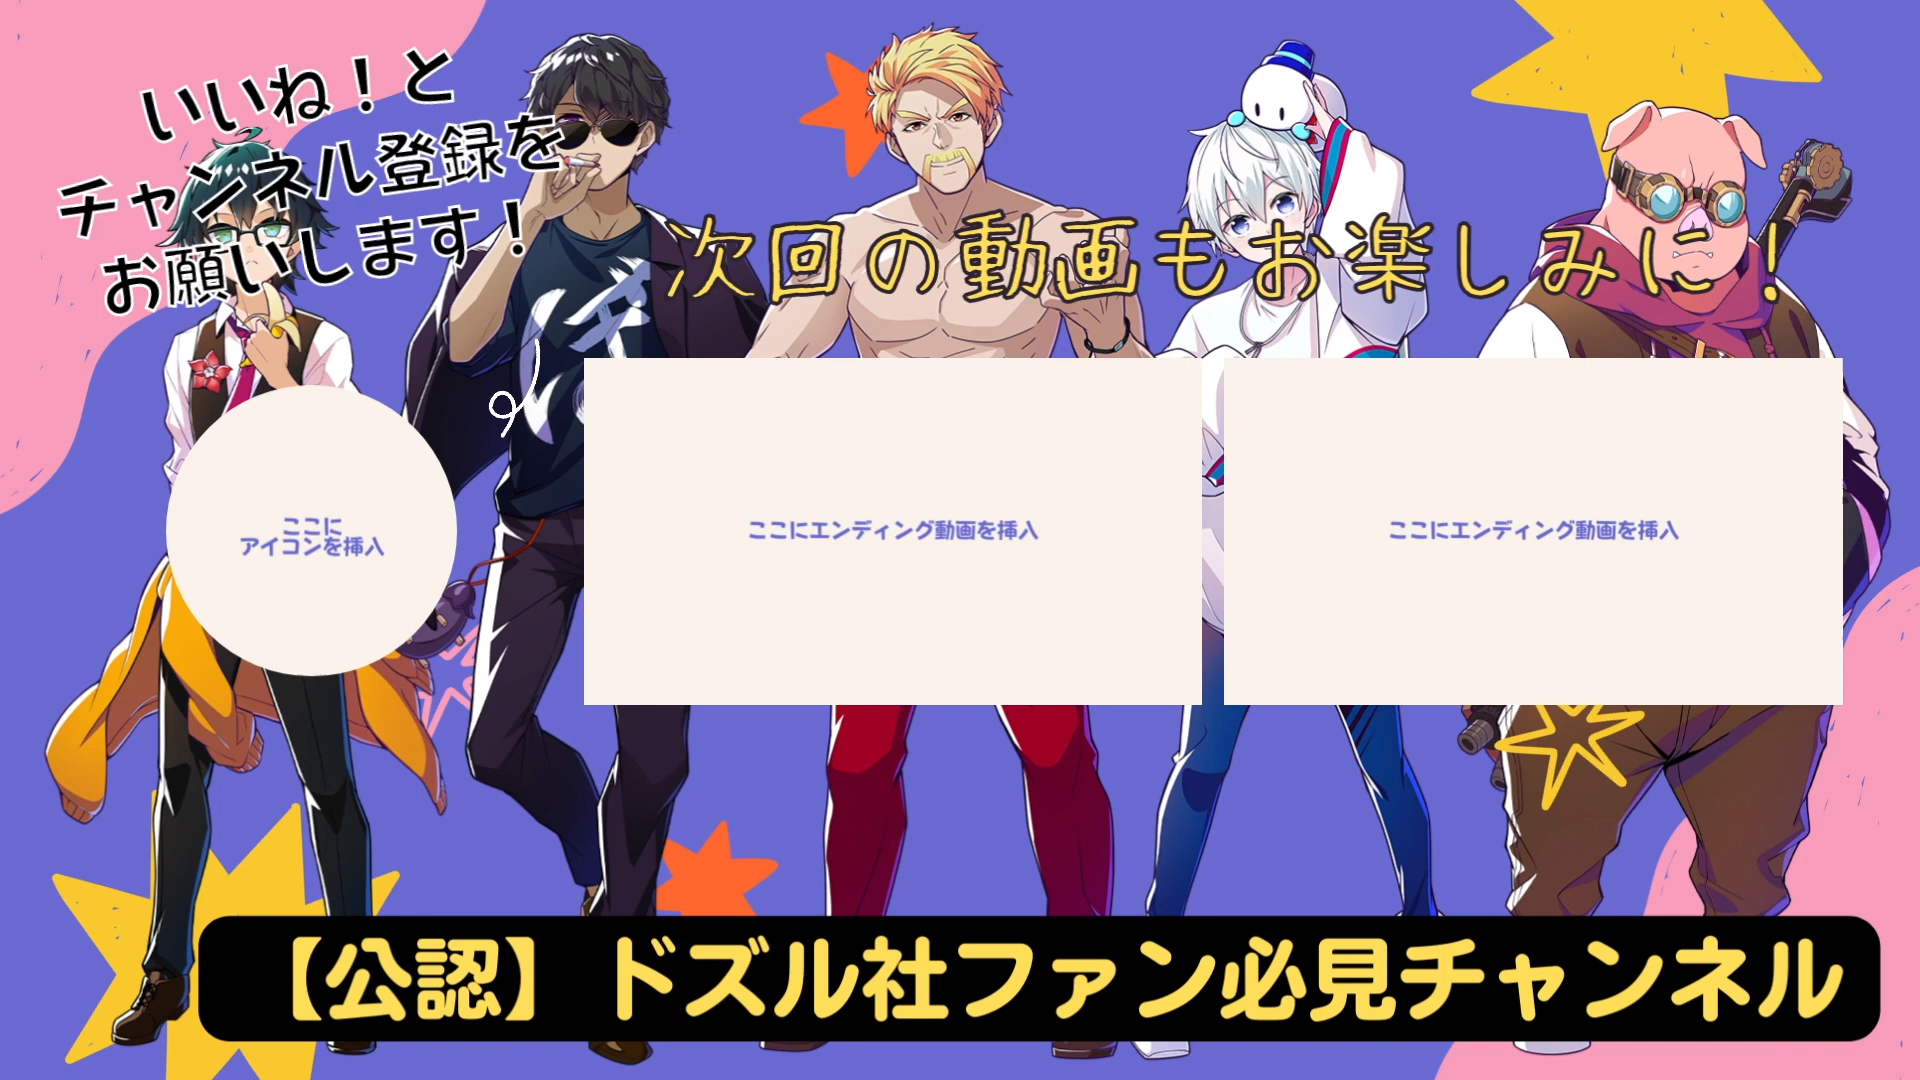 いいね！と
チャンネル登録を
お願いします！
次回の動画もお楽しみに！
ここに
アイコンを挿入
ここにエンディング動画を挿入
ここにエンディング動画を挿入
【公認】ドズル社ファン必見チャンネル